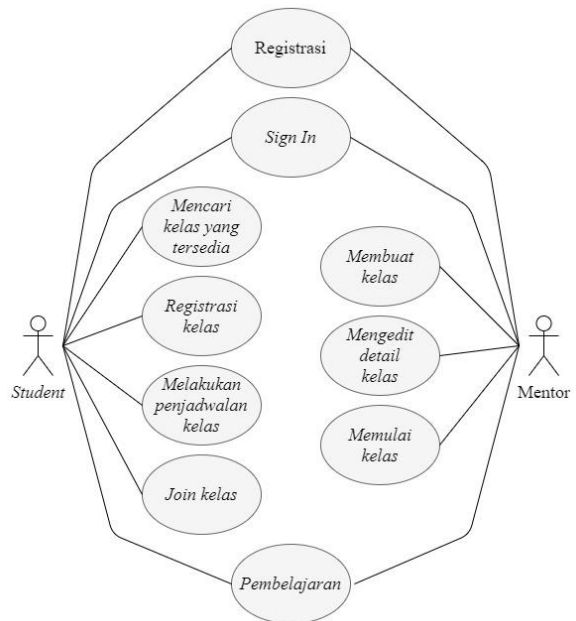 Registrasi
Sign In
Mencari
kelas yang
tersedia
Membuat
kelas
Registrasi
kelas
Mengedit
detail
kelas
Student
Mentor
Melakukan
penjadwalan
kelas
Memulai
kelas
Join kelas
Pembelajaran